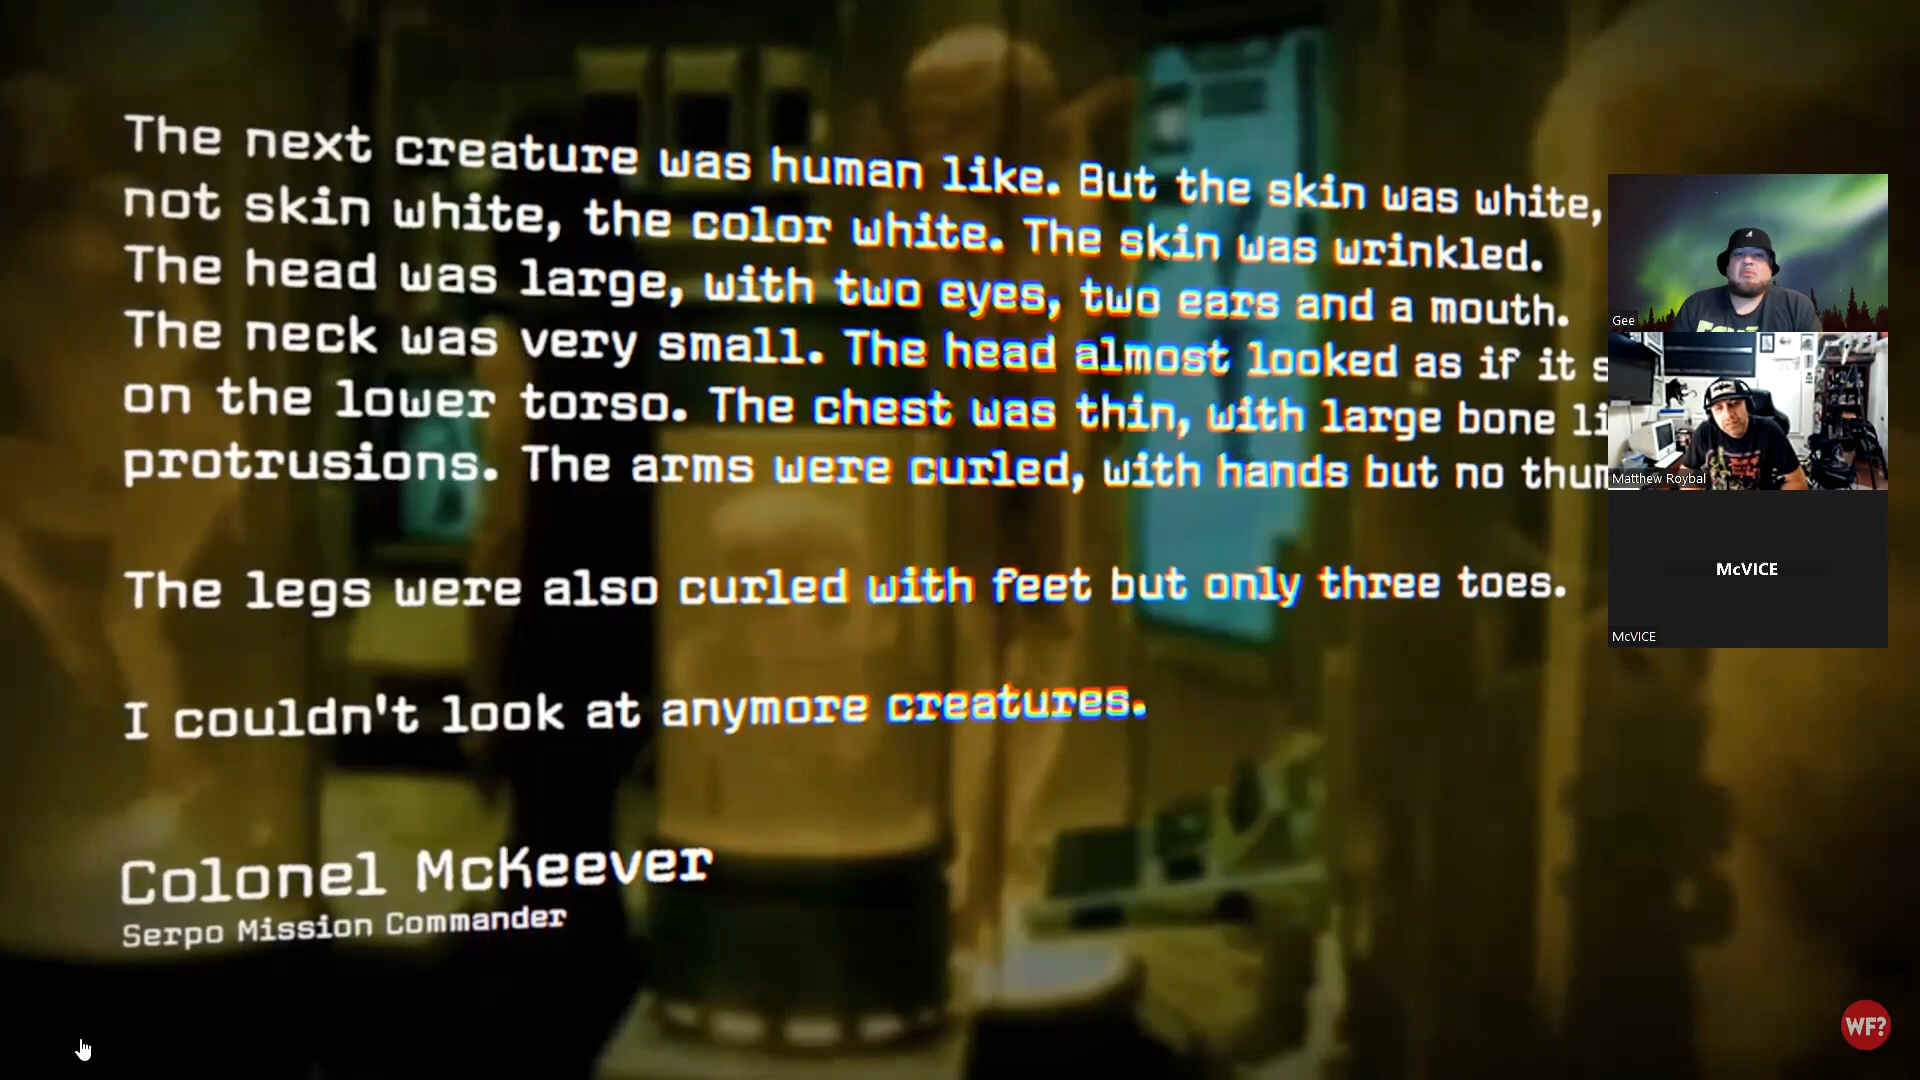 The next creature was human like. But the skin was white,
not skin white, the color white. The skin was wrinkled.
The head was large, with two eyes, two ears and a mouth.
The neck was very small. The head almost looked as if it
on the lower torso. The chest was thin, with large bone
protrusions. The arms were curled, with hands but no
The legs were also curled with feet but only three toes.
I couldn't look at anymore creatures.
Colonel McKeever
Serpo Mission Commander
Gee
Matthew Roybal
McVICE
McVICE
WF?